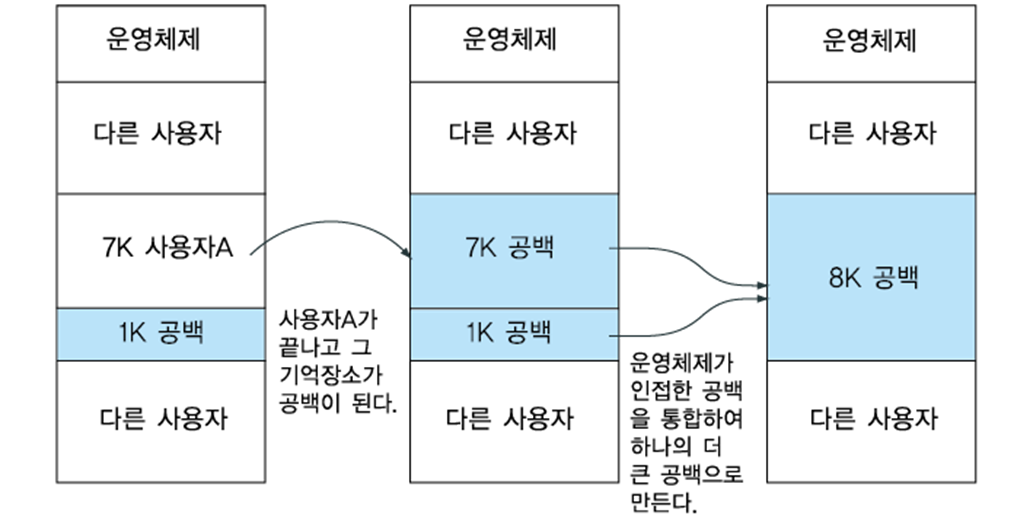 운영체제
다른 사용자
7K 사용자A
1K 공백
다른 사용자
사용자A가
끝나고 그
기억장소가
공백이 된다.
운영체제
다른 사용자
7K 공백
1K 공백
다른 사용자
운영체제가
인접한 공백
을 통합하여
하나의 더
큰 공백으로
만든다.
운영체제
다른 사용자
8K 공백
다른 사용자